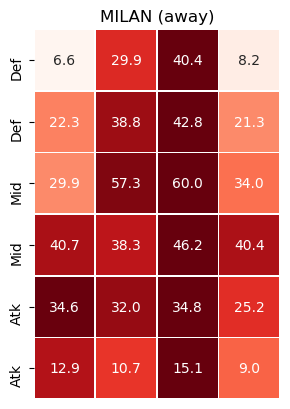 MILAN (away)
Def 6.6 29.9 40.4 8.2
Def 22.3 38.8 42.8 21.3
Mid 29.9 57.3 60.0 34.0
Mid 40.7 38.3 46.2 40.4
Atk 34.6 32.0 34.8 25.2
Atk 12.9 10.7 15.1 9.0